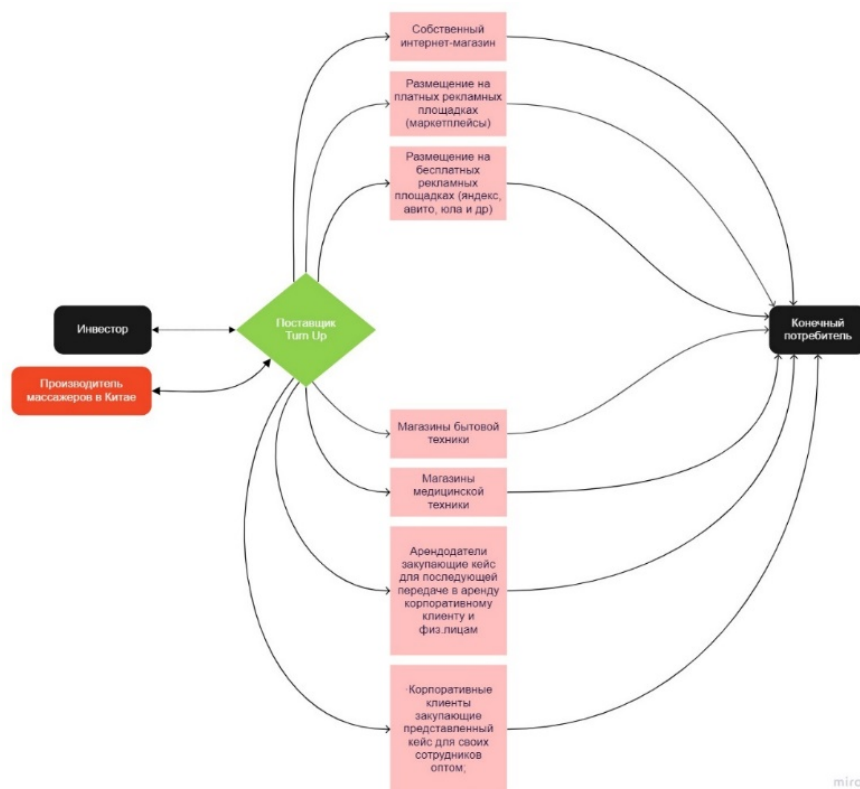 Собственный
интернет-магазин
Размещение на
платных рекламных
площадках
(маркетплейсы)
Размещение на
бесплатных
рекламных
площадках (яндекс,
авито, юла и др)
Инвестор
Поставщик
Turn Up
Конечный
потребитель
Производитель
массажеров в Китае
Магазины бытовой
техники
Магазины
медицинской
техники
Арендодатели
закупающие кейс
для последующей
передаче в аренду
корпоративному
клиенту и
физ.лицам
·Корпоративные
клиенты
закупающие
представленный
кейс для своих
сотрудников
оптом;
miro